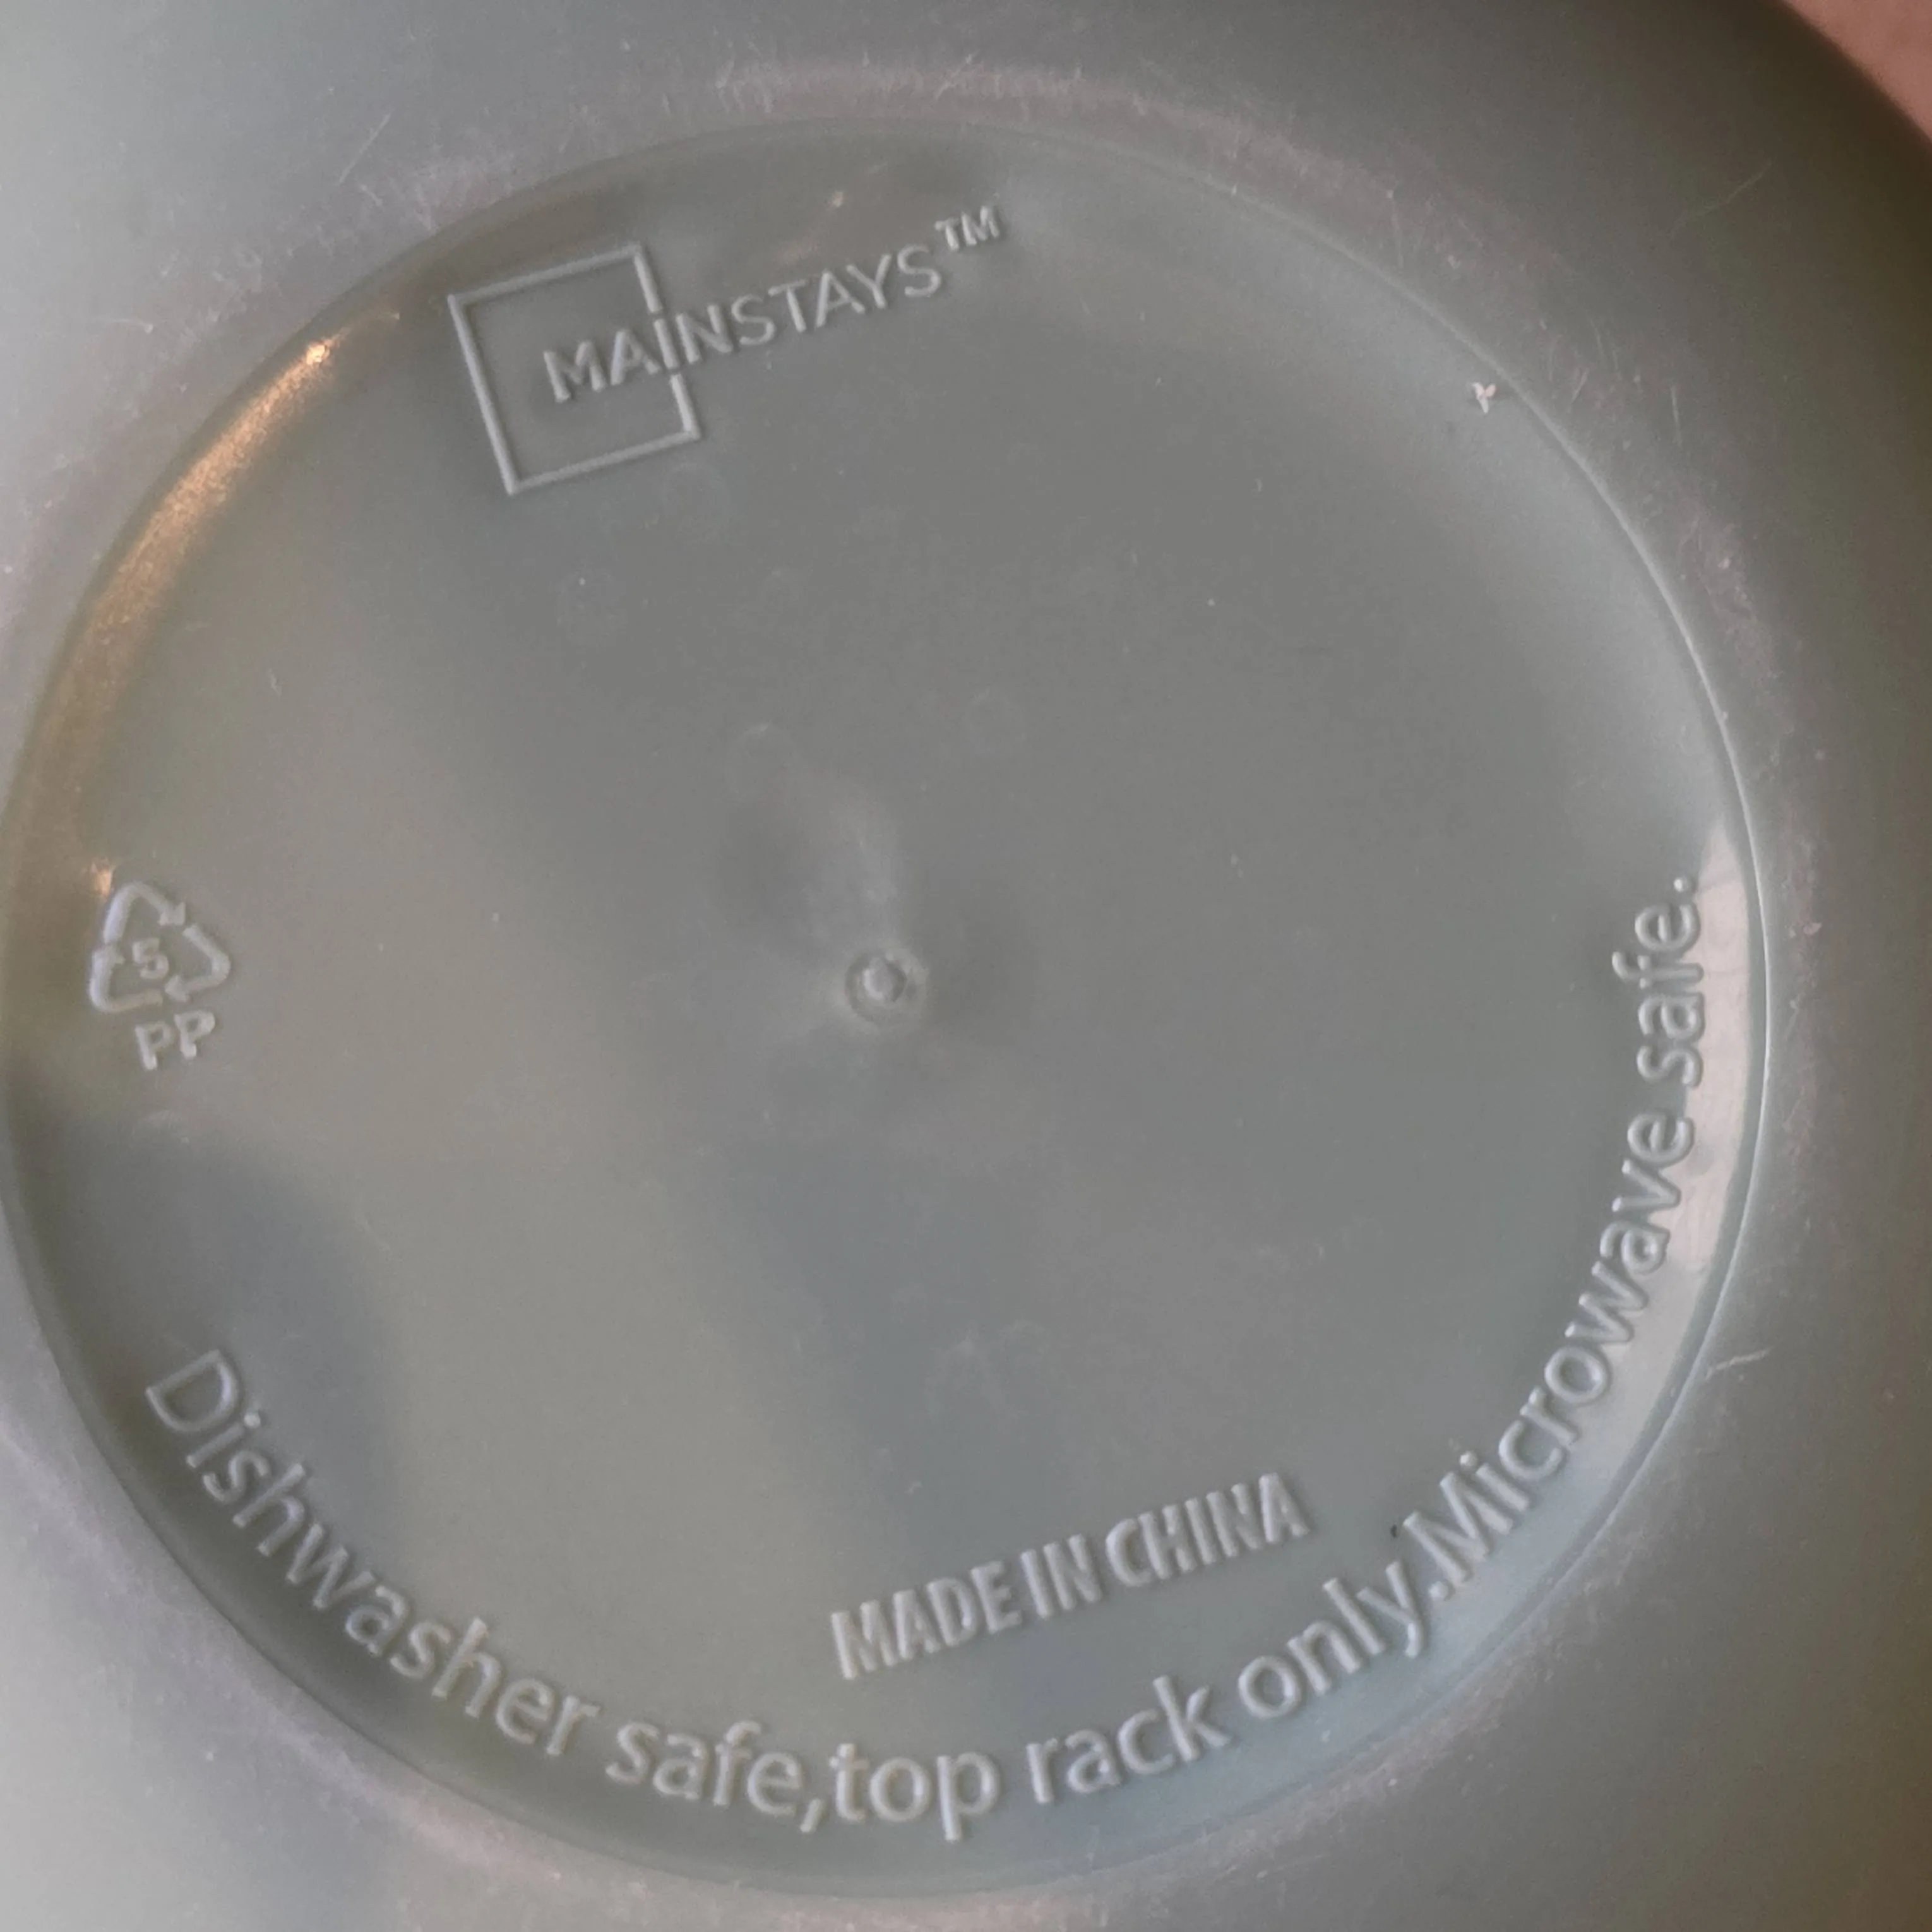 MAINSTAYS™
5
PP
MADE IN CHINA
Dishwasher safe,top rack only.Microwave safe.